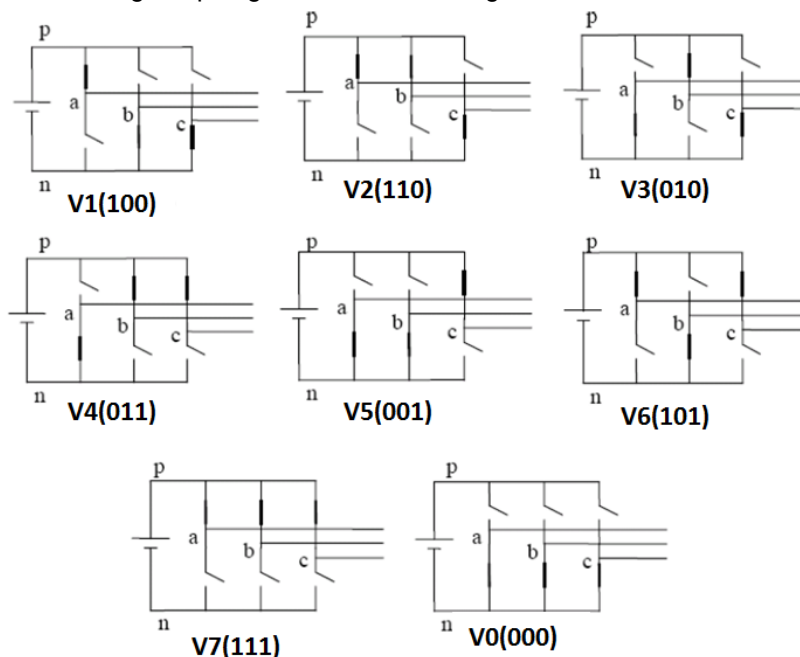 p
a
b
c
n
V1(100)
p
a
b
c
n
V2(110)
p
a
b
c
n
V3(010)
p
a
b
c
n
V4(011)
p
a
b
c
n
V5(001)
p
a
b
c
n
V6(101)
p
a
b
c
n
V7(111)
p
a
b
c
n
V0(000)